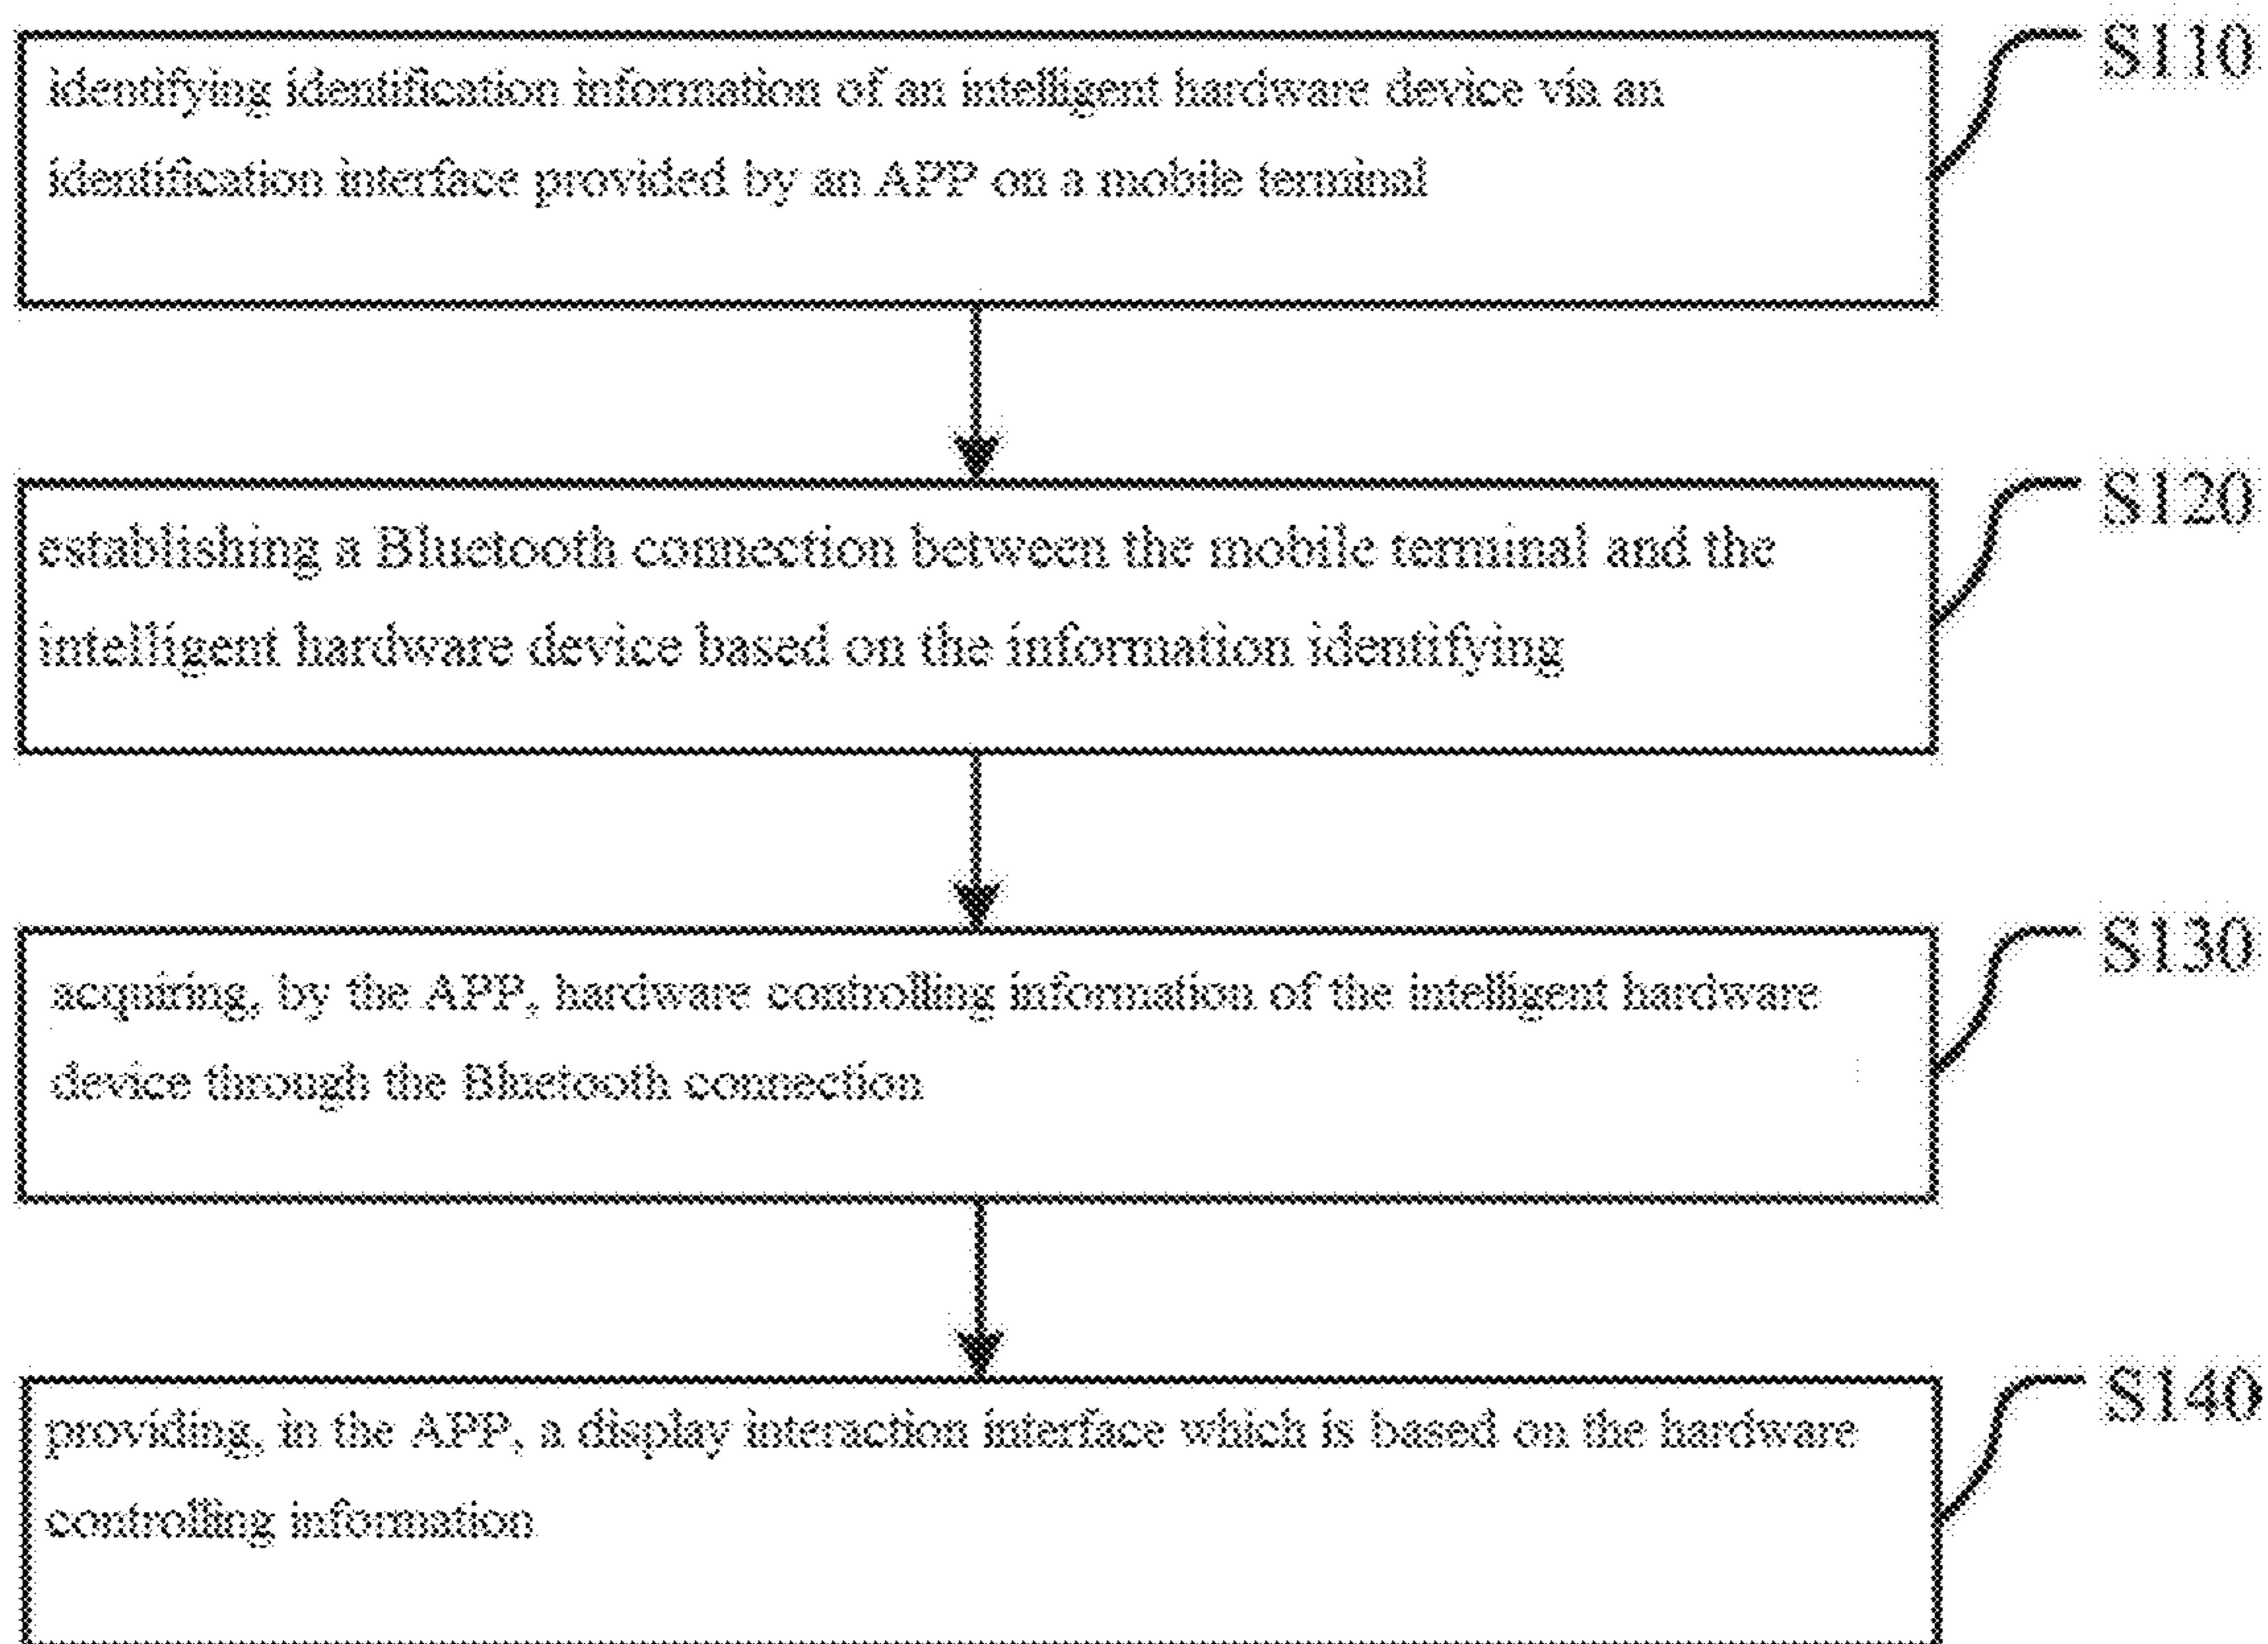 S110
identifying identification information of an intelligent hardware device via an
identification interface provided by an APP on a mobile terminal
S120
establishing a Bluetooth connection between the mobile terminal and the
intelligent hardware device based on the information identifying
S130
acquiring, by the APP, hardware controlling information of the intelligent hardware
device through the Bluetooth connection
S140
providing, in the APP, a display interaction interface which is based on the hardware
controlling information